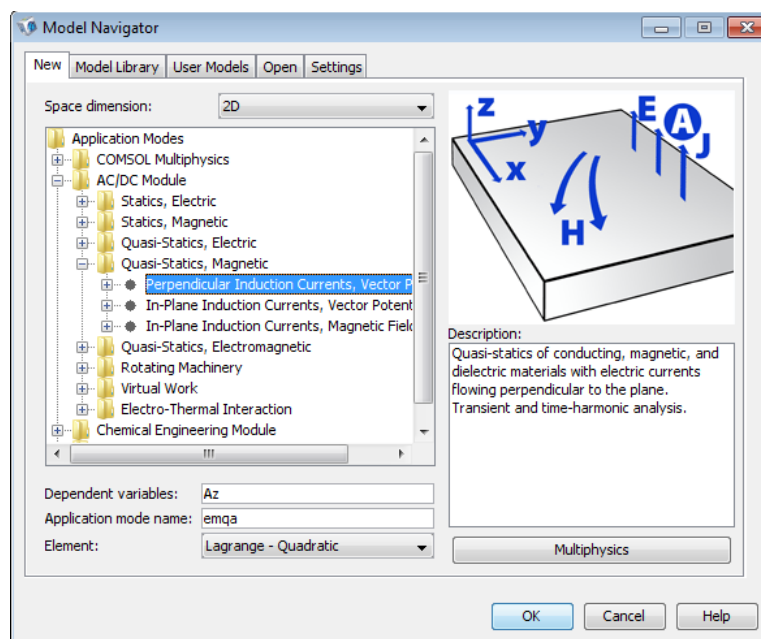 Model Navigator
New Model Library User Models Open Settings
Space dimension: 2D
Application Modes
COMSOL Multiphysics
AC/DC Module
Statics, Electric
Statics, Magnetic
Quasi-Statics, Electric
Quasi-Statics, Magnetic
Perpendicular Induction Currents, Vector P
In-Plane Induction Currents, Vector Potent
In-Plane Induction Currents, Magnetic Fiel
Quasi-Statics, Electromagnetic
Rotating Machinery
Virtual Work
Electro-Thermal Interaction
Chemical Engineering Module
Dependent variables: Az
Application mode name: emqa
Element: Lagrange - Quadratic
z
y
x
E
A
J
H
Description:
Quasi-statics of conducting, magnetic, and
dielectric materials with electric currents
flowing perpendicular to the plane.
Transient and time-harmonic analysis.
Multiphysics
OK Cancel Help